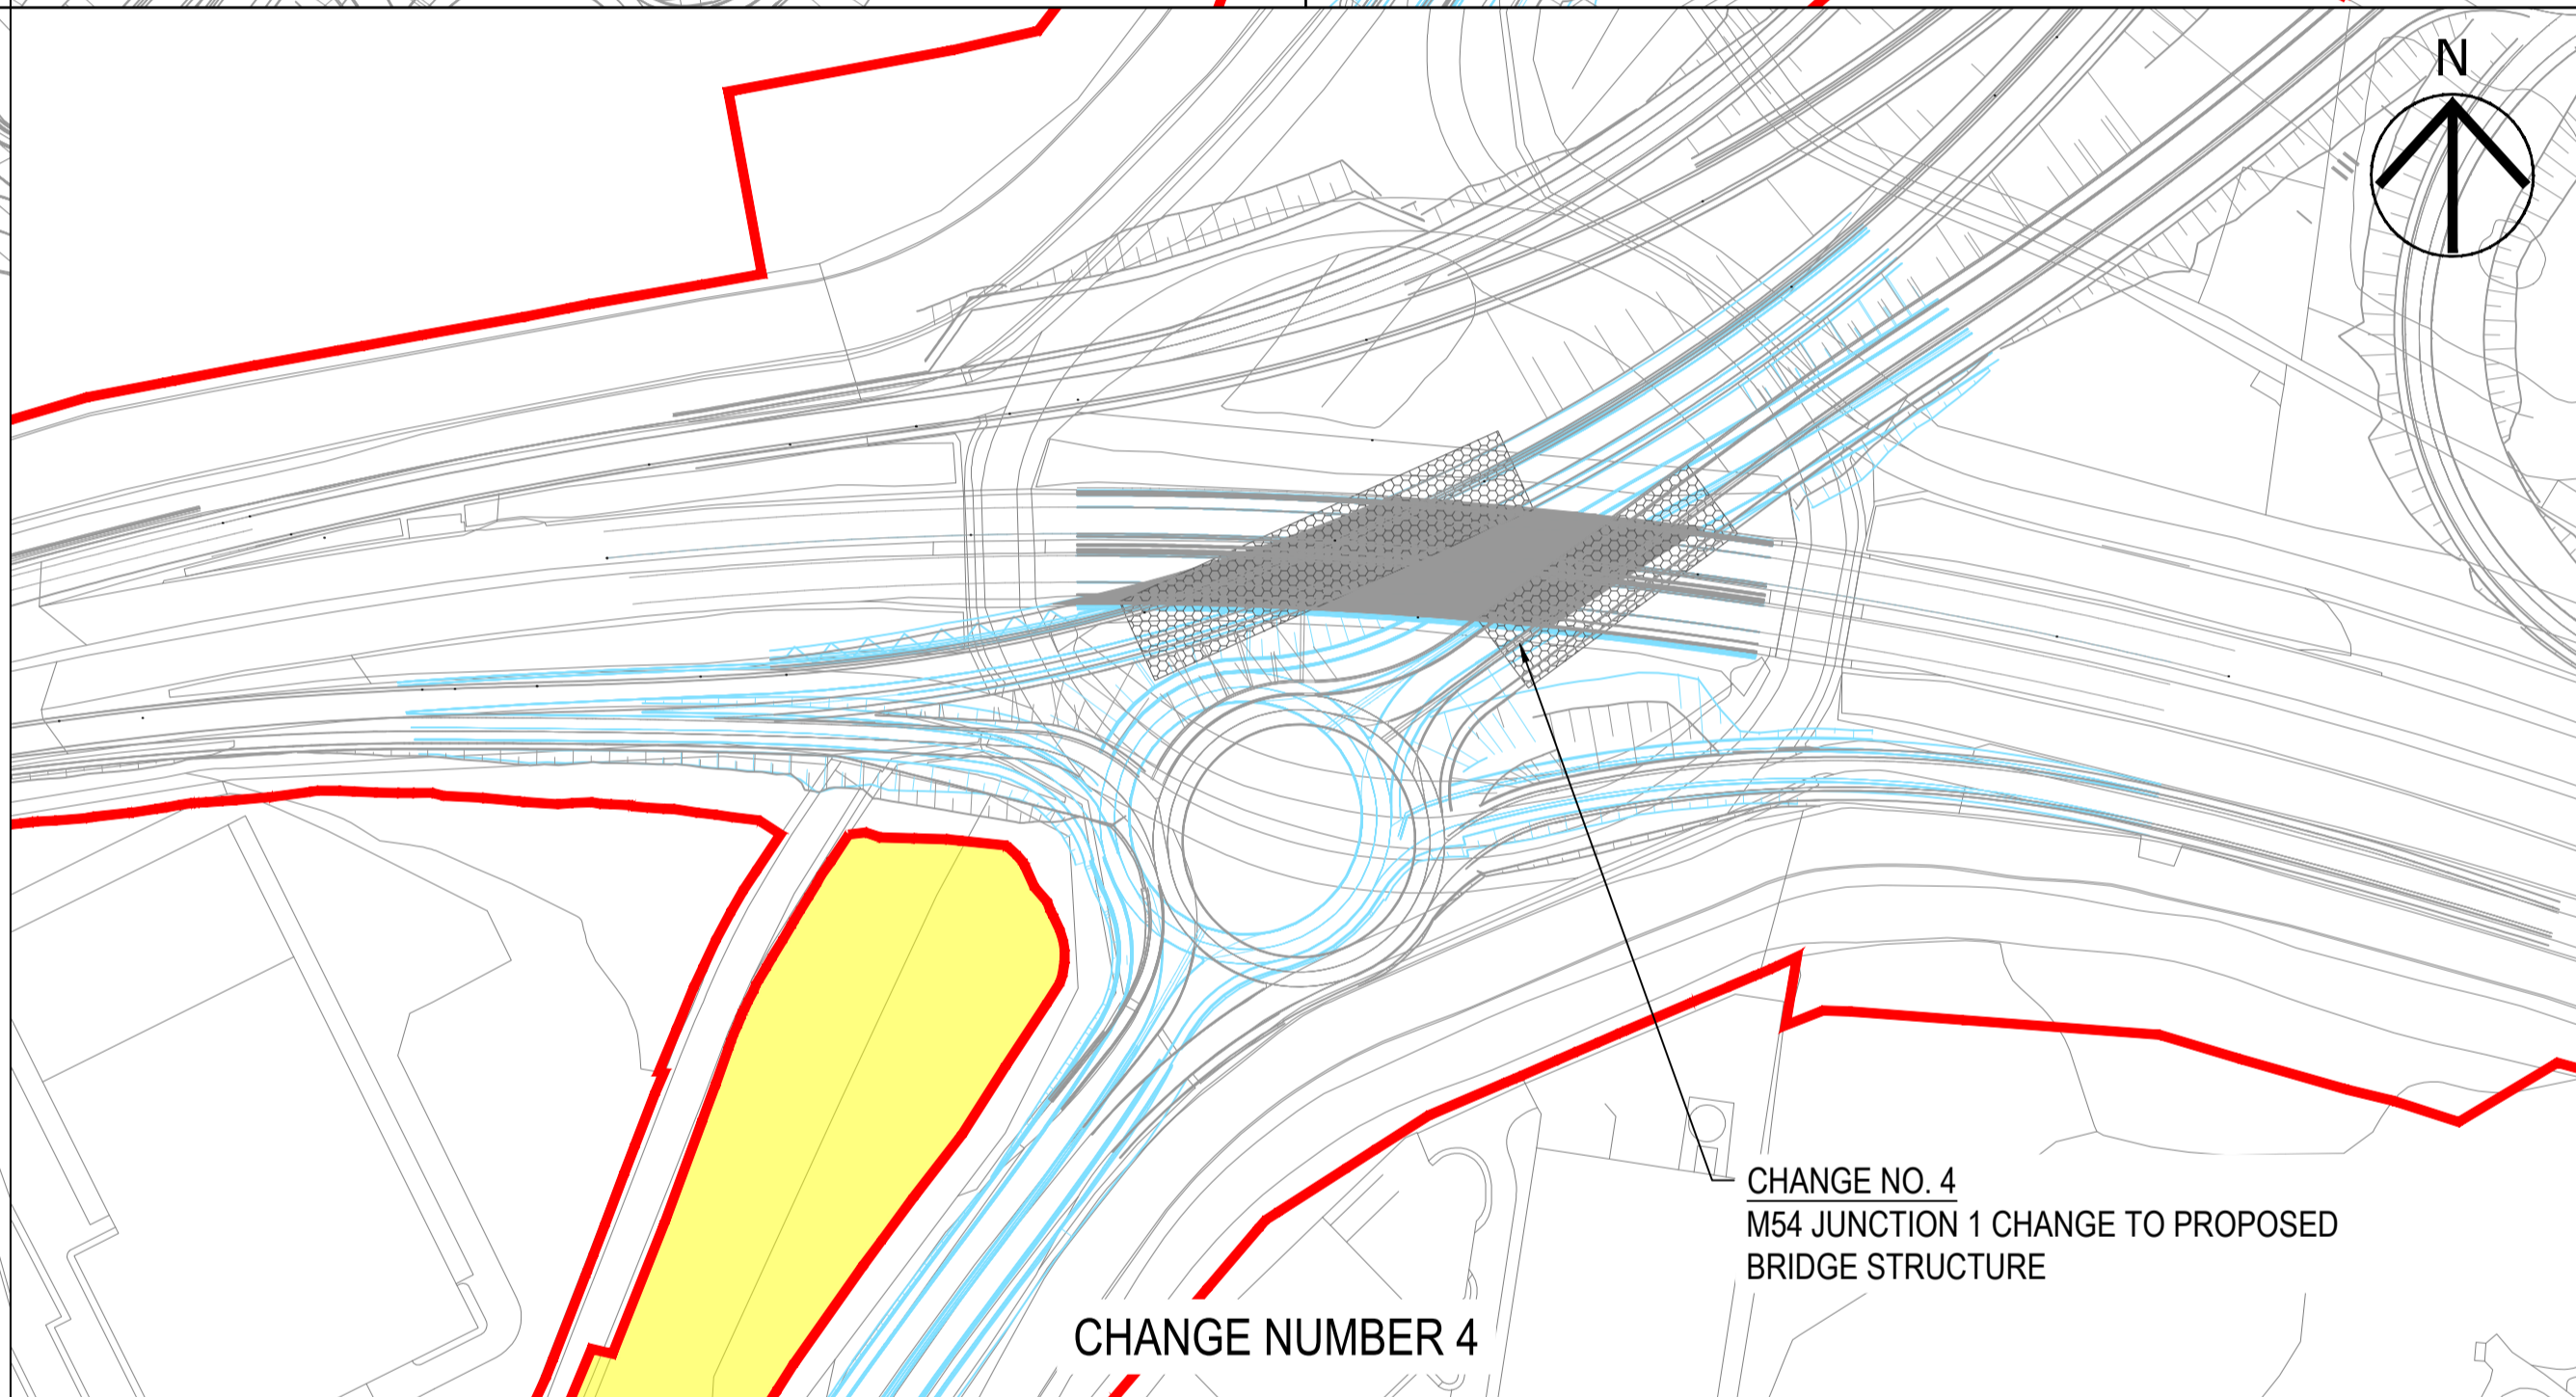 N
CHANGE NO. 4
M54 JUNCTION 1 CHANGE TO PROPOSED
BRIDGE STRUCTURE
CHANGE NUMBER 4